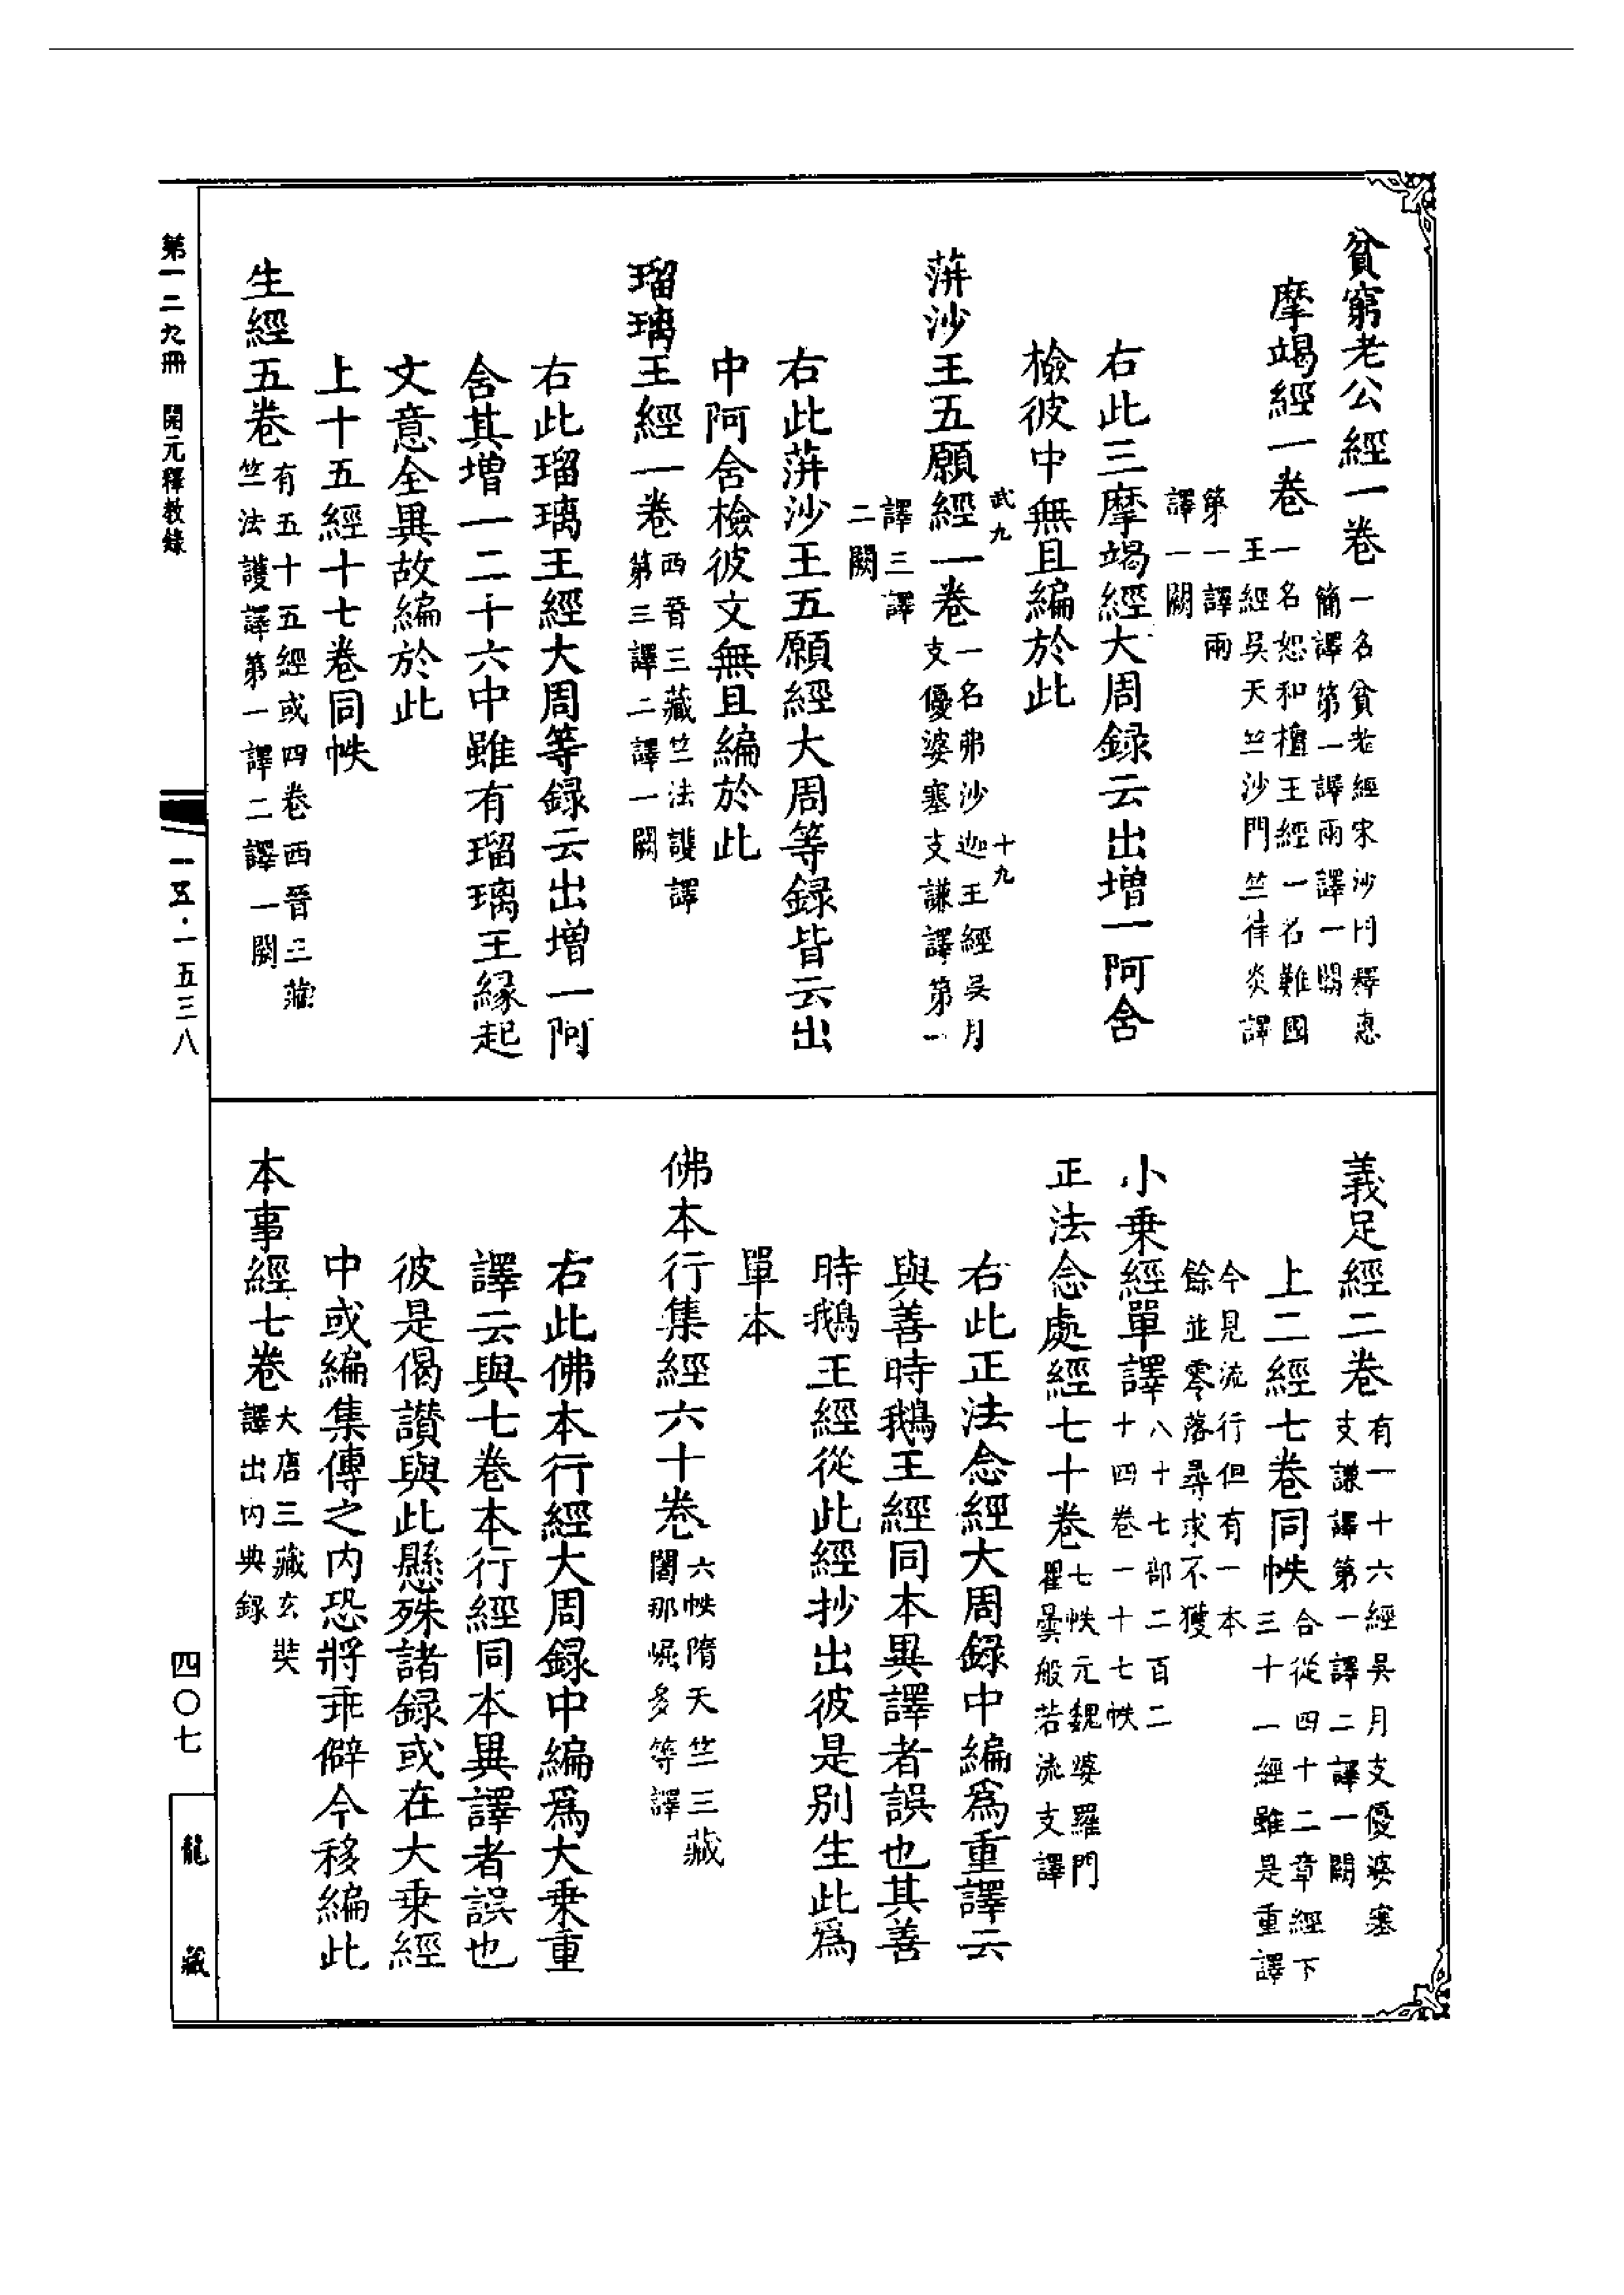 貧窮老公經一卷
一名貧老經宋沙門釋惠
簡譯第一譯兩譯一闕
摩竭經一卷
一名恕和檀王經一名難國
王經吳天竺沙門竺律炎譯
第一譯兩
譯一闕
右此三摩竭經大周録云出增一阿含
檢彼中無且編於此
武九
十九
蓱沙王五願經一卷
一名弗沙迦王經吳月
支優婆塞支謙譯第一
譯三譯
二闕
右此蓱沙王五願經大周等録皆云出
中阿含檢彼文無且編於此
瑠璃王經一卷
西晉三藏竺法護譯
第三譯二譯一闕
右此瑠璃王經大周等録云出增一阿
含其增一二十六中雖有瑠璃王緣起
文意全異故編於此
上十五經十七卷同帙
生經五卷
有五十五經或四卷西晉三藏
竺法護譯第一譯二譯一闕
義足經二卷
有一十六經吳月支優婆塞
支謙譯第一譯二譯一闕
上二經七卷同帙
合從四十二章經下
三十一經雖是重譯
今見流行但有一本
餘並零落尋求不獲
小乘經單譯
八十七部二百二
十四卷一十七帙
正法念處經七十卷
七帙元魏婆羅門
瞿曇般若流支譯
右此正法念經大周録中編爲重譯云
與善時鵝王經同本異譯者誤也其善
時鵝王經從此經抄出彼是别生此爲
單本
佛本行集經六十卷
六帙隋天竺三藏
闍那崛多等譯
右此佛本行經大周録中編爲大乘重
譯云與七卷本行經同本異譯者誤也
彼是偈讃與此懸殊諸録或在大乘經
中或編集傳之内恐將乖僻今移編此
本事經七卷
大唐三藏玄奘
譯出内典録
第一二九冊　開元釋教錄
一五·一五三八
四〇七
龍藏